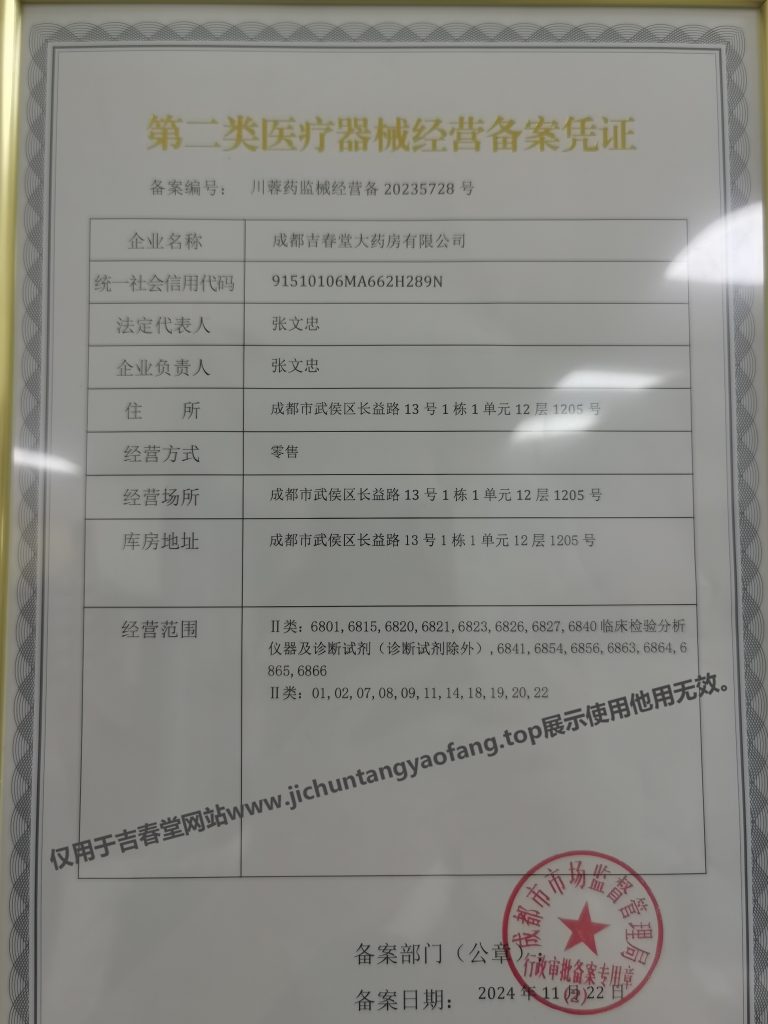 第二类医疗器械经营备案凭证
备案编号： 川蓉药监械经营备 20235728 号
企业名称 成都吉春堂大药房有限公司
统一社会信用代码 91510106MA662H289N
法定代表人 张文忠
企业负责人 张文忠
住 所 成都市武侯区长益路 13 号 1 栋 1 单元 12 层 1205 号
经营方式 零售
经营场所 成都市武侯区长益路 13 号 1 栋 1 单元 12 层 1205 号
库房地址 成都市武侯区长益路 13 号 1 栋 1 单元 12 层 1205 号
经营范围 Ⅱ类：6801,6815,6820,6821,6823,6826,6827,6840 临床检验分析
仪器及诊断试剂（诊断试剂除外）,6841,6854,6856,6863,6864,6
865,6866
Ⅱ类：01,02,07,08,09,11,14,18,19,20,22
仅用于吉春堂网站www.jichuntangyaofang.top展示使用他用无效。
成都市市场监督管理局
行政审批备案专用章
(2)
备案部门（公章）：
备案日期： 2024 年 11 月 22 日